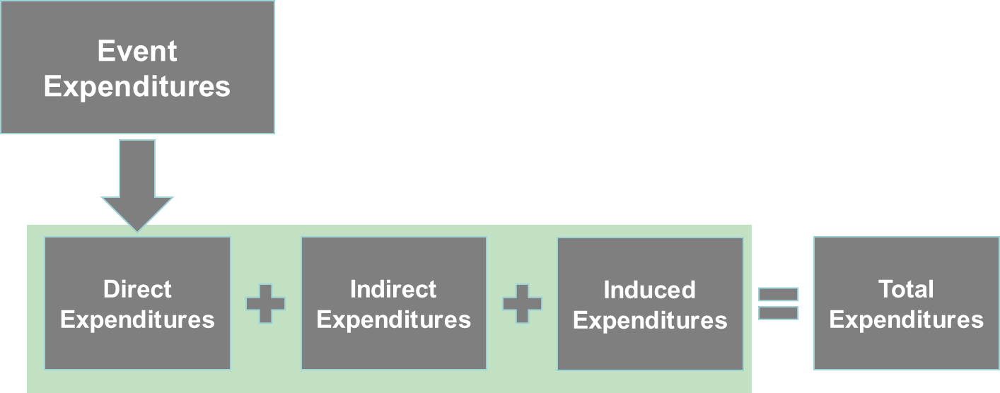 Event
Expenditures
Direct
Expenditures
Indirect
Expenditures
Induced
Expenditures
Total
Expenditures